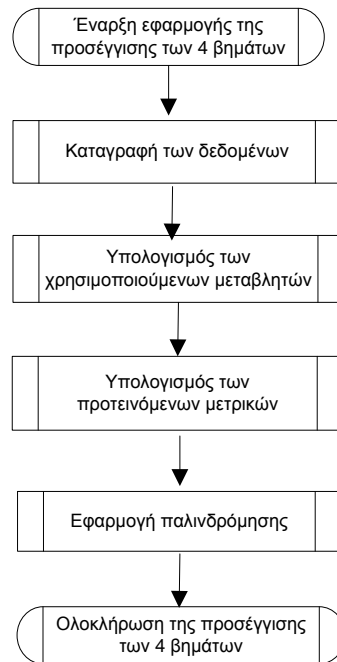 Έναρξη εφαρμογής της
προσέγγισης των 4 βημάτων
Καταγραφή των δεδομένων
Υπολογισμός των
χρησιμοποιούμενων μεταβλητών
Υπολογισμός των
προτεινόμενων μετρικών
Εφαρμογή παλινδρόμησης
Ολοκλήρωση της προσέγγισης
των 4 βημάτων